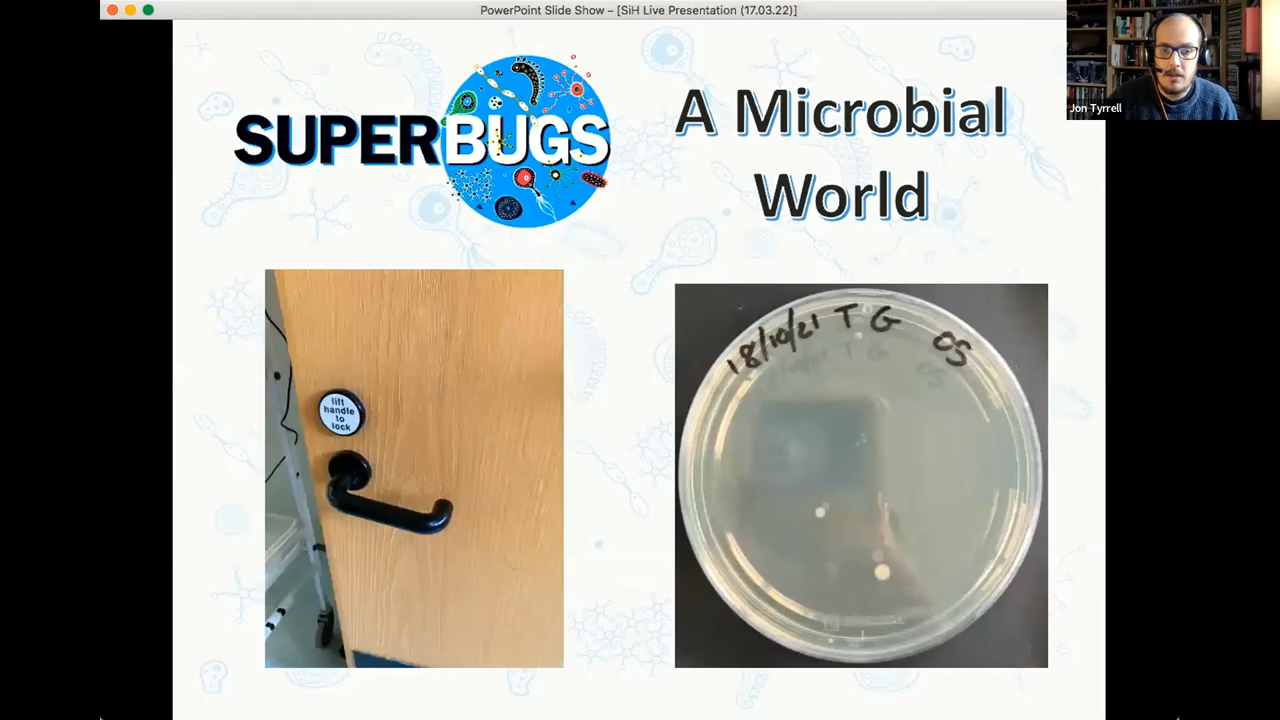 PowerPoint Slide Show – [SiH Live Presentation (17.03.22)]
Jon Tyrrell
SUPERBUGS
A Microbial
World
lift
handle
to
lock
18/10/21 T G OS